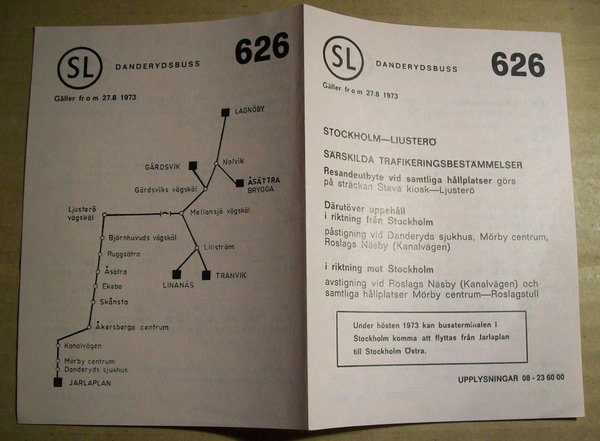 SL
DANDERYDSBUSS
626
Gäller from 27.8 1973
LAGNÖBY
GÄRDSVIK
Nolvik
ÅSÄTTRA
BRYGGA
Gärdsviks vägskäl
Ljusterö
vägskäl
Mellansjö vägskäl
Björnhuvuds vägskäl
Lillström
Ruggsätra
Åsätra
LINANÄS
TRANVIK
Ekebo
Skånsta
Åkersberga centrum
Kanalvägen
Mörby centrum
Danderyds sjukhus
JARLAPLAN
SL
DANDERYDSBUSS
626
Gäller from 27.8 1973
STOCKHOLM—LJUSTERÖ
SÄRSKILDA TRAFIKERINGSBESTÄMMELSER
Resandeutbyte vid samtliga hållplatser görs
på sträckan Stava kiosk—Ljusterö
Därutöver uppehåll
i riktning från Stockholm
påstigning vid Danderyds sjukhus, Mörby centrum,
Roslags Näsby (Kanalvägen)
i riktning mot Stockholm
avstigning vid Roslags Näsby (Kanalvägen) och
samtliga hållplatser Mörby centrum—Roslagstull
Under hösten 1973 kan bussterminalen i
Stockholm komma att flyttas från Jarlaplan
till Stockholm Östra.
UPPLYSNINGAR 08 - 23 60 00